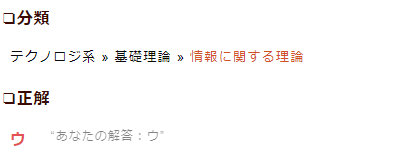 ❏分類
テクノロジ系 » 基礎理論 » 情報に関する理論
❏正解
ウ “あなたの解答：ウ”